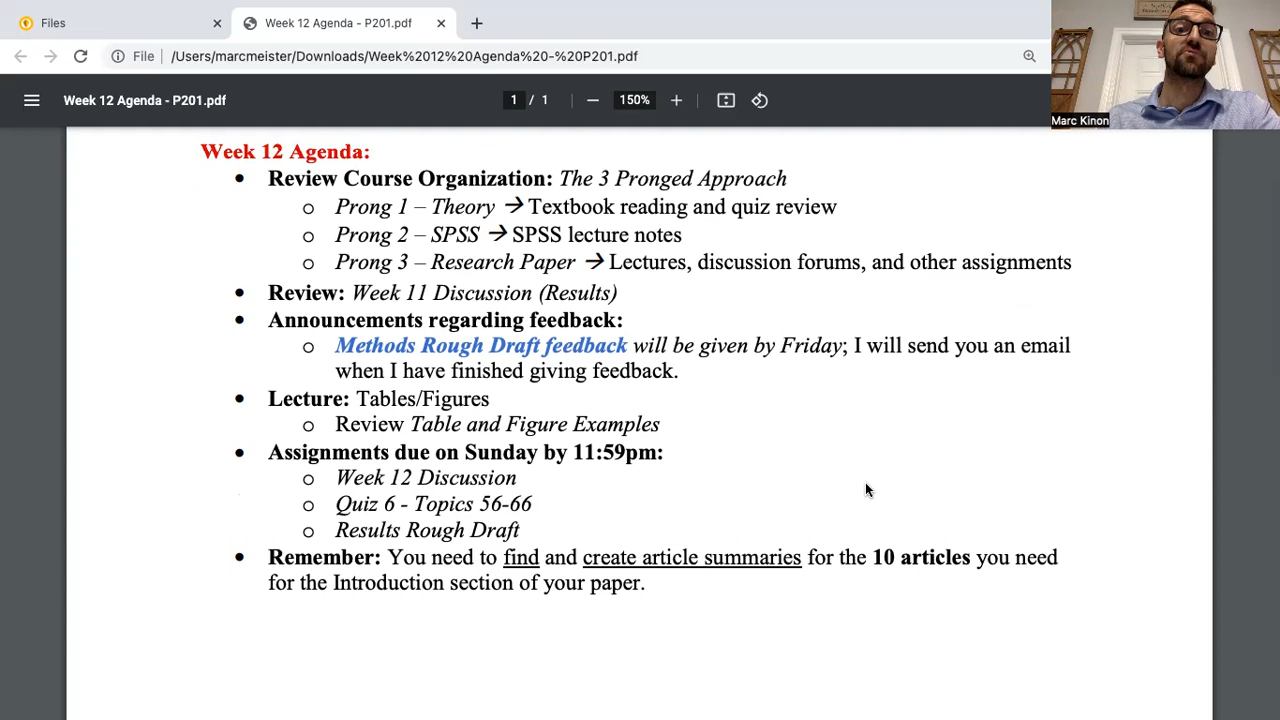 Files
Week 12 Agenda - P201.pdf
File
/Users/marcmeister/Downloads/Week%2012%20Agenda%20-%20P201.pdf
Week 12 Agenda - P201.pdf
1 / 1
150%
Marc Kinon
Week 12 Agenda:
• Review Course Organization: The 3 Pronged Approach
o Prong 1 – Theory → Textbook reading and quiz review
o Prong 2 – SPSS → SPSS lecture notes
o Prong 3 – Research Paper → Lectures, discussion forums, and other assignments
• Review: Week 11 Discussion (Results)
• Announcements regarding feedback:
o Methods Rough Draft feedback will be given by Friday; I will send you an email
when I have finished giving feedback.
• Lecture: Tables/Figures
o Review Table and Figure Examples
• Assignments due on Sunday by 11:59pm:
o Week 12 Discussion
o Quiz 6 - Topics 56-66
o Results Rough Draft
• Remember: You need to find and create article summaries for the 10 articles you need
for the Introduction section of your paper.